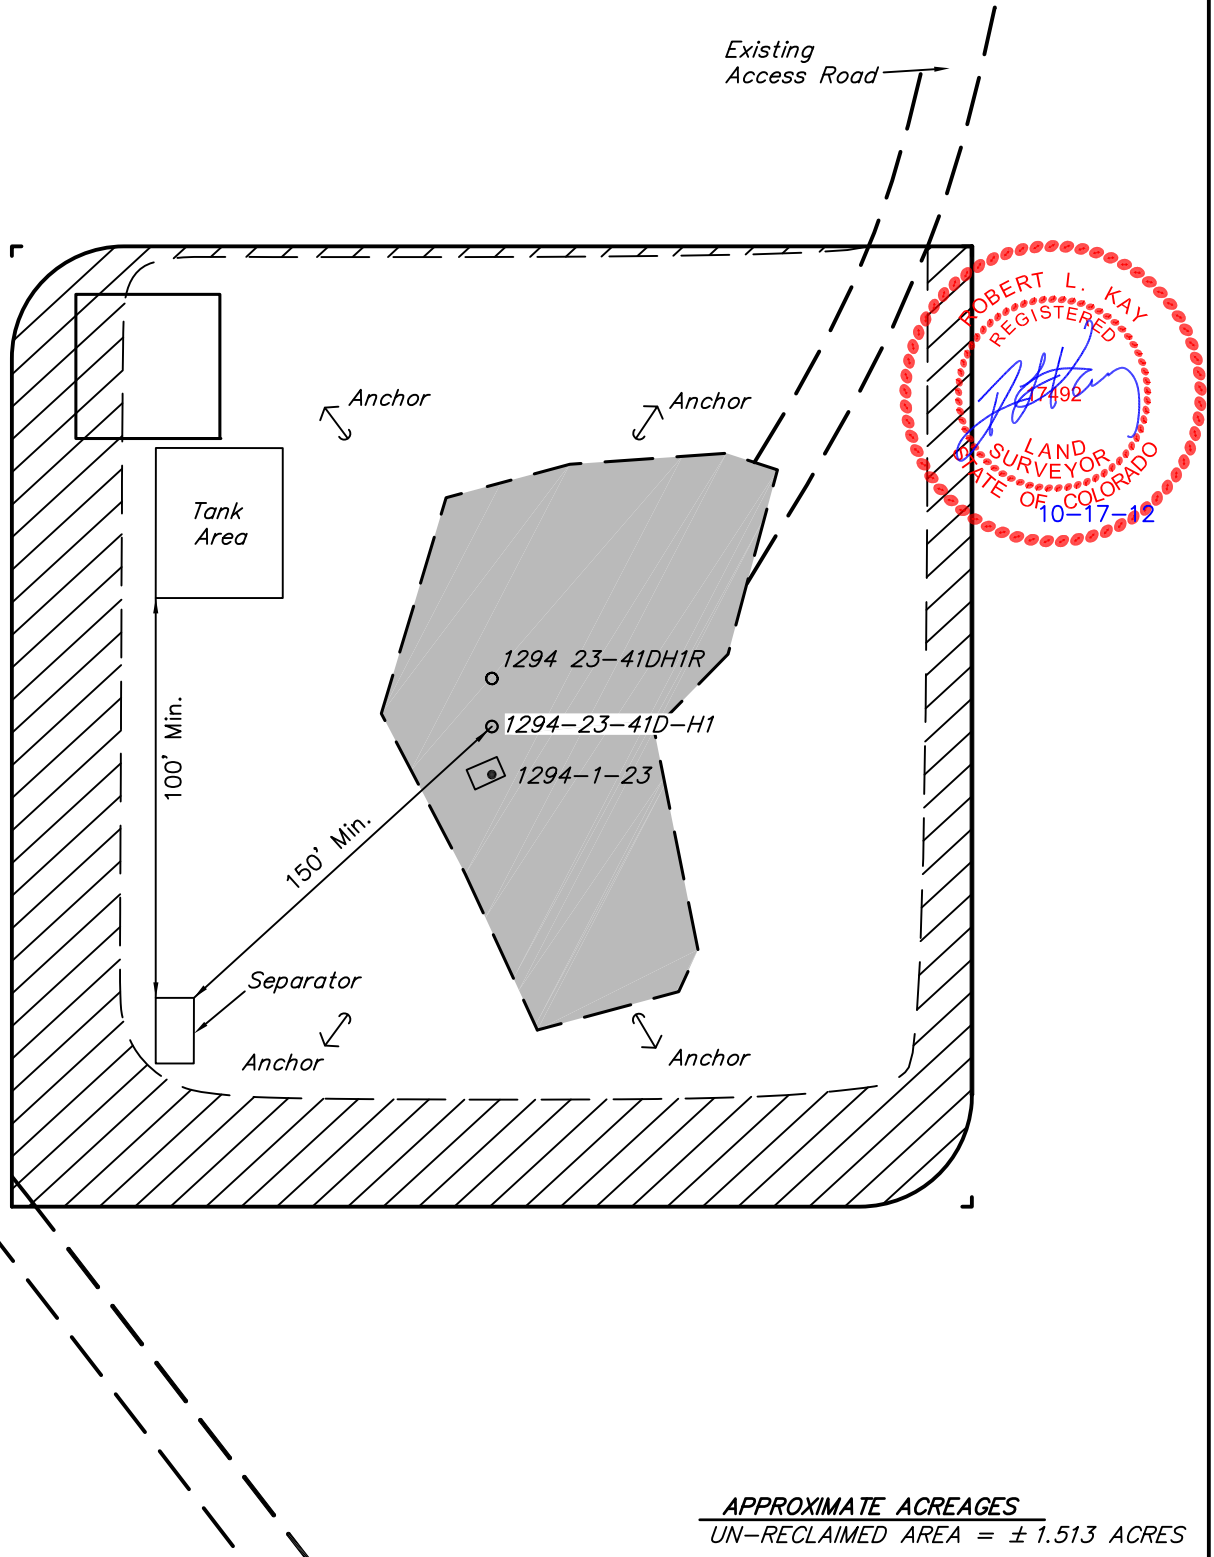 Existing
Access Road
ROBERT L. KAY
REGISTERED
17492
LAND
SURVEYOR
STATE OF COLORADO
10-17-12
Anchor
Anchor
Tank
Area
1294 23-41DH1R
1294-23-41D-H1
1294-1-23
100' Min.
150' Min.
Separator
Anchor
Anchor
APPROXIMATE ACREAGES
UN-RECLAIMED AREA = ± 1.513 ACRES